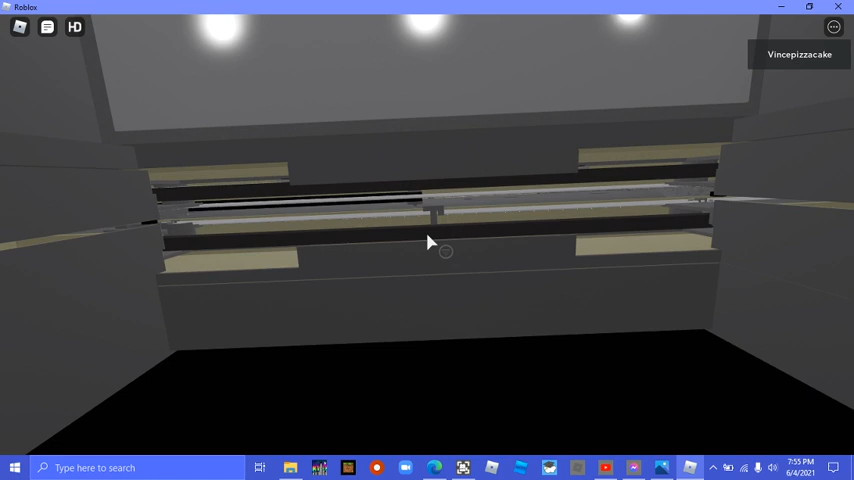 Roblox
HD
Vincepizzacake
Type here to search
7:55 PM
6/4/2021